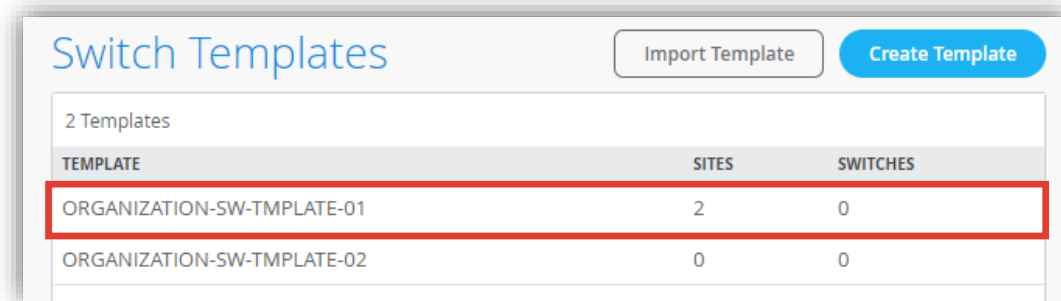 Switch Templates Import Template Create Template
2 Templates
TEMPLATE SITES SWITCHES
ORGANIZATION-SW-TMPLATE-01 2 0
ORGANIZATION-SW-TMPLATE-02 0 0